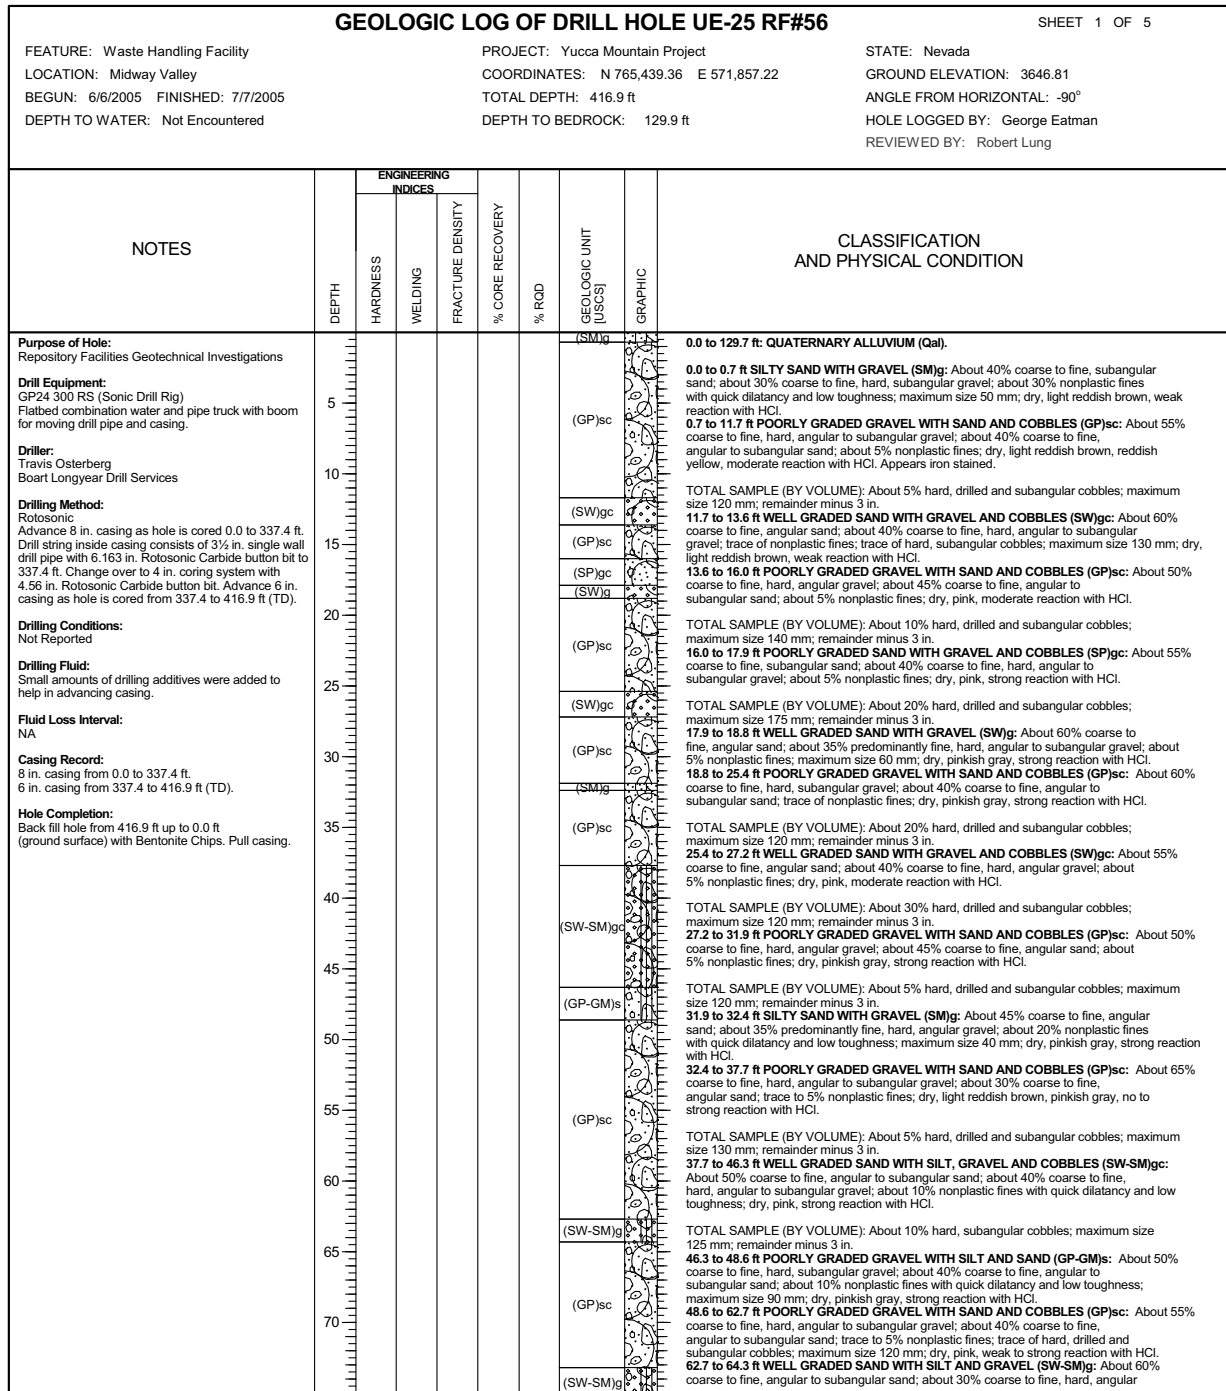 GEOLOGIC LOG OF DRILL HOLE UE-25 RF#56
SHEET 1 OF 5
FEATURE: Waste Handling Facility
LOCATION: Midway Valley
BEGUN: 6/6/2005 FINISHED: 7/7/2005
DEPTH TO WATER: Not Encountered
PROJECT: Yucca Mountain Project
COORDINATES: N 765,439.36 E 571,857.22
TOTAL DEPTH: 416.9 ft
DEPTH TO BEDROCK: 129.9 ft
STATE: Nevada
GROUND ELEVATION: 3646.81
ANGLE FROM HORIZONTAL: -90°
HOLE LOGGED BY: George Eatman
REVIEWED BY: Robert Lung
NOTES
DEPTH
ENGINEERING
INDICES
HARDNESS
WELDING
FRACTURE DENSITY
% CORE RECOVERY
% RQD
GEOLOGIC UNIT
[USCS]
GRAPHIC
CLASSIFICATION
AND PHYSICAL CONDITION
Purpose of Hole:
Repository Facilities Geotechnical Investigations
Drill Equipment:
GP24 300 RS (Sonic Drill Rig)
Flatbed combination water and pipe truck with boom
for moving drill pipe and casing.
Driller:
Travis Osterberg
Boart Longyear Drill Services
Drilling Method:
Rotosonic
Advance 8 in. casing as hole is cored 0.0 to 337.4 ft.
Drill string inside casing consists of 3½ in. single wall
drill pipe with 6.163 in. Rotosonic Carbide button bit to
337.4 ft. Change over to 4 in. coring system with
4.56 in. Rotosonic Carbide button bit. Advance 6 in.
casing as hole is cored from 337.4 to 416.9 ft (TD).
Drilling Conditions:
Not Reported
Drilling Fluid:
Small amounts of drilling additives were added to
help in advancing casing.
Fluid Loss Interval:
NA
Casing Record:
8 in. casing from 0.0 to 337.4 ft.
6 in. casing from 337.4 to 416.9 ft (TD).
Hole Completion:
Back fill hole from 416.9 ft up to 0.0 ft
(ground surface) with Bentonite Chips. Pull casing.
5
10
15
20
25
30
35
40
45
50
55
60
65
70
(SM)g
(GP)sc
(SW)gc
(GP)sc
(SP)gc
(SW)g
(GP)sc
(SW)gc
(GP)sc
(SM)g
(GP)sc
(SW-SM)gc
(GP-GM)s
(GP)sc
(SW-SM)g
(GP)sc
(SW-SM)g
0.0 to 129.7 ft: QUATERNARY ALLUVIUM (Qal).
0.0 to 0.7 ft SILTY SAND WITH GRAVEL (SM)g: About 40% coarse to fine, subangular
sand; about 30% coarse to fine, hard, subangular gravel; about 30% nonplastic fines
with quick dilatancy and low toughness; maximum size 50 mm; dry, light reddish brown, weak
reaction with HCl.
0.7 to 11.7 ft POORLY GRADED GRAVEL WITH SAND AND COBBLES (GP)sc: About 55%
coarse to fine, hard, angular to subangular gravel; about 40% coarse to fine,
angular to subangular sand; about 5% nonplastic fines; dry, light reddish brown, reddish
yellow, moderate reaction with HCl. Appears iron stained.
TOTAL SAMPLE (BY VOLUME): About 5% hard, drilled and subangular cobbles; maximum
size 120 mm; remainder minus 3 in.
11.7 to 13.6 ft WELL GRADED SAND WITH GRAVEL AND COBBLES (SW)gc: About 60%
coarse to fine, angular sand; about 40% coarse to fine, hard, angular to subangular
gravel; trace of nonplastic fines; trace of hard, subangular cobbles; maximum size 130 mm; dry,
light reddish brown, weak reaction with HCl.
13.6 to 16.0 ft POORLY GRADED GRAVEL WITH SAND AND COBBLES (GP)sc: About 50%
coarse to fine, hard, angular gravel; about 45% coarse to fine, angular to
subangular sand; about 5% nonplastic fines; dry, pink, moderate reaction with HCl.
TOTAL SAMPLE (BY VOLUME): About 10% hard, drilled and subangular cobbles;
maximum size 140 mm; remainder minus 3 in.
16.0 to 17.9 ft POORLY GRADED SAND WITH GRAVEL AND COBBLES (SP)gc: About 55%
coarse to fine, subangular sand; about 40% coarse to fine, hard, angular to
subangular gravel; about 5% nonplastic fines; dry, pink, strong reaction with HCl.
TOTAL SAMPLE (BY VOLUME): About 20% hard, drilled and subangular cobbles;
maximum size 175 mm; remainder minus 3 in.
17.9 to 18.8 ft WELL GRADED SAND WITH GRAVEL (SW)g: About 60% coarse to
fine, angular sand; about 35% predominantly fine, hard, angular to subangular gravel; about
5% nonplastic fines; maximum size 60 mm; dry, pinkish gray, strong reaction with HCl.
18.8 to 25.4 ft POORLY GRADED GRAVEL WITH SAND AND COBBLES (GP)sc: About 60%
coarse to fine, hard, subangular gravel; about 40% coarse to fine, angular to
subangular sand; trace of nonplastic fines; dry, pinkish gray, strong reaction with HCl.
TOTAL SAMPLE (BY VOLUME): About 20% hard, drilled and subangular cobbles;
maximum size 120 mm; remainder minus 3 in.
25.4 to 27.2 ft WELL GRADED SAND WITH GRAVEL AND COBBLES (SW)gc: About 55%
coarse to fine, angular sand; about 40% coarse to fine, hard, angular gravel; about
5% nonplastic fines; dry, pink, moderate reaction with HCl.
TOTAL SAMPLE (BY VOLUME): About 30% hard, drilled and subangular cobbles;
maximum size 120 mm; remainder minus 3 in.
27.2 to 31.9 ft POORLY GRADED GRAVEL WITH SAND AND COBBLES (GP)sc: About 50%
coarse to fine, hard, angular gravel; about 45% coarse to fine, angular sand; about
5% nonplastic fines; dry, pinkish gray, strong reaction with HCl.
TOTAL SAMPLE (BY VOLUME): About 5% hard, drilled and subangular cobbles; maximum
size 120 mm; remainder minus 3 in.
31.9 to 32.4 ft SILTY SAND WITH GRAVEL (SM)g: About 45% coarse to fine, angular
sand; about 35% predominantly fine, hard, angular gravel; about 20% nonplastic fines
with quick dilatancy and low toughness; maximum size 40 mm; dry, pinkish gray, strong reaction
with HCl.
32.4 to 37.7 ft POORLY GRADED GRAVEL WITH SAND AND COBBLES (GP)sc: About 65%
coarse to fine, hard, angular to subangular gravel; about 30% coarse to fine,
angular sand; trace to 5% nonplastic fines; dry, light reddish brown, pinkish gray, no to
strong reaction with HCl.
TOTAL SAMPLE (BY VOLUME): About 5% hard, drilled and subangular cobbles; maximum
size 130 mm; remainder minus 3 in.
37.7 to 46.3 ft WELL GRADED SAND WITH SILT, GRAVEL AND COBBLES (SW-SM)gc:
About 50% coarse to fine, angular to subangular sand; about 40% coarse to fine,
hard, angular to subangular gravel; about 10% nonplastic fines with quick dilatancy and low
toughness; dry, pink, strong reaction with HCl.
TOTAL SAMPLE (BY VOLUME): About 10% hard, subangular cobbles; maximum size
125 mm; remainder minus 3 in.
46.3 to 48.6 ft POORLY GRADED GRAVEL WITH SILT AND SAND (GP-GM)s: About 50%
coarse to fine, hard, subangular gravel; about 40% coarse to fine, angular to
subangular sand; about 10% nonplastic fines with quick dilatancy and low toughness;
maximum size 90 mm; dry, pinkish gray, strong reaction with HCl.
48.6 to 62.7 ft POORLY GRADED GRAVEL WITH SAND AND COBBLES (GP)sc: About 55%
coarse to fine, hard, angular to subangular gravel; about 40% coarse to fine,
angular to subangular sand; trace to 5% nonplastic fines; trace of hard, drilled and
subangular cobbles; maximum size 120 mm; dry, pink, weak to strong reaction with HCl.
62.7 to 64.3 ft WELL GRADED SAND WITH SILT AND GRAVEL (SW-SM)g: About 60%
coarse to fine, angular to subangular sand; about 30% coarse to fine, hard, angular